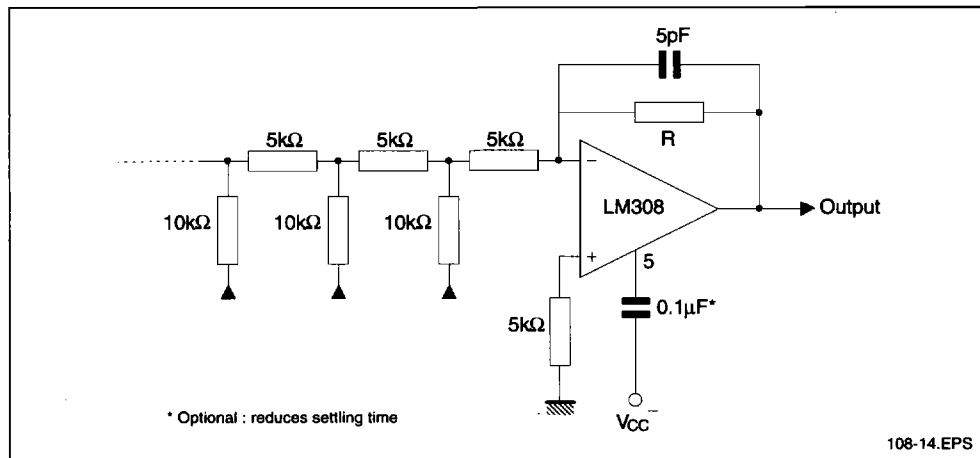 5pF
R
5kΩ 5kΩ 5kΩ
−
LM308
Output
10kΩ 10kΩ 10kΩ
+
5
5kΩ
0.1µF*
* Optional : reduces settling time
VCC−
108-14.EPS